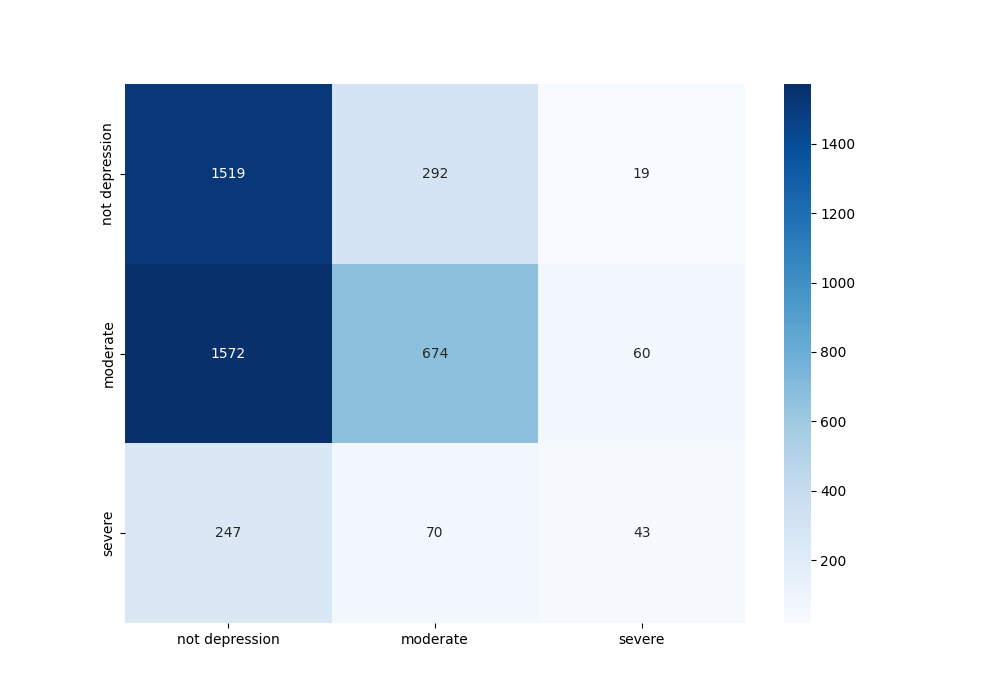 not depression 1519 292 19
moderate 1572 674 60
severe 247 70 43
not depression moderate severe
1400
1200
1000
800
600
400
200